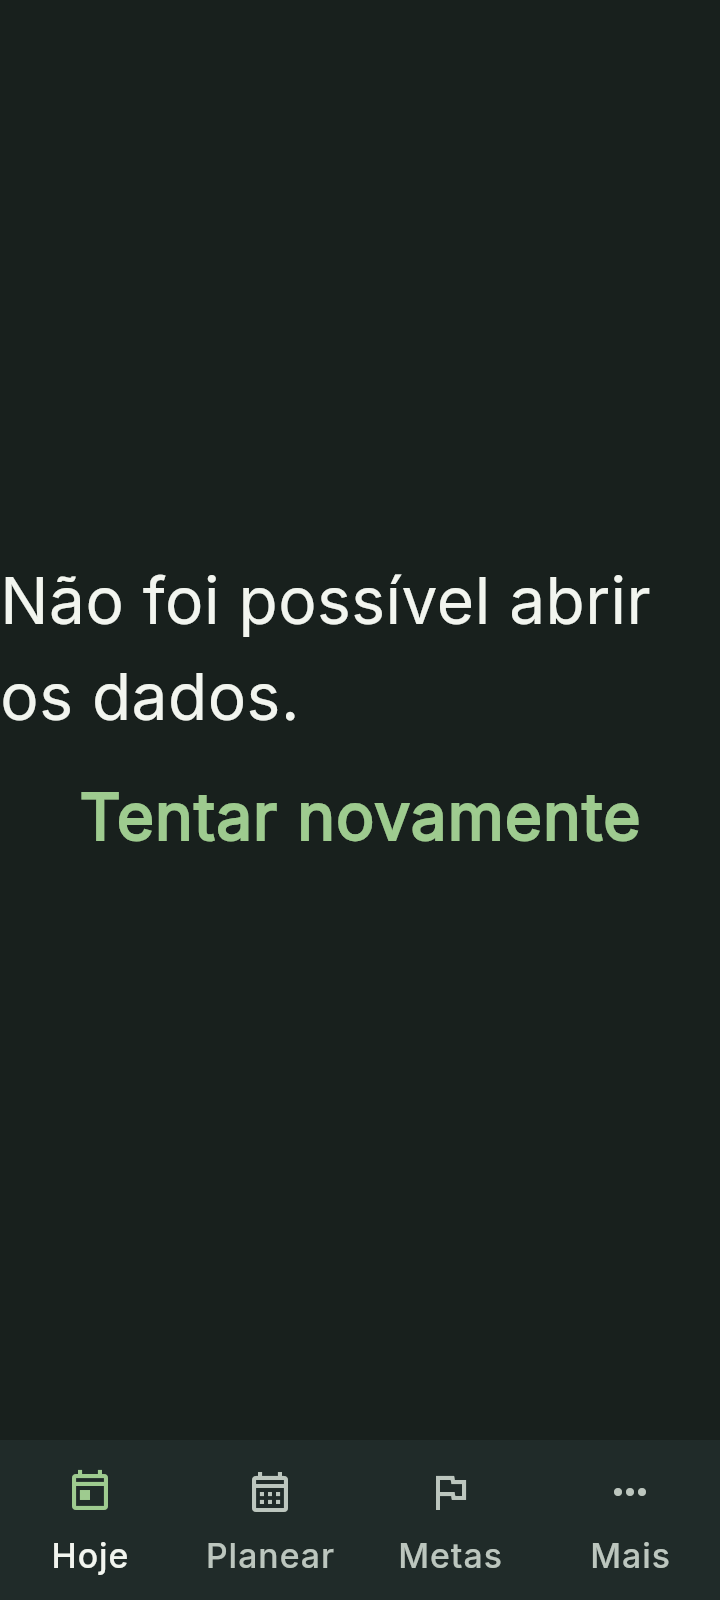 Não foi possível abrir
os dados.
Tentar novamente
Hoje
Planear
Metas
Mais